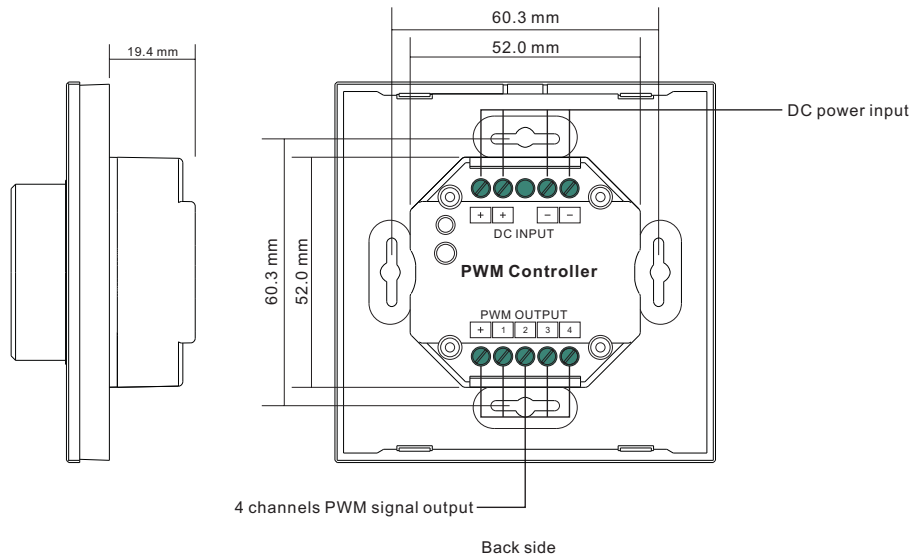 60.3 mm
19.4 mm
52.0 mm
DC power input
+ + − −
DC INPUT
60.3 mm
52.0 mm
PWM Controller
PWM OUTPUT
+ 1 2 3 4
4 channels PWM signal output
Back side